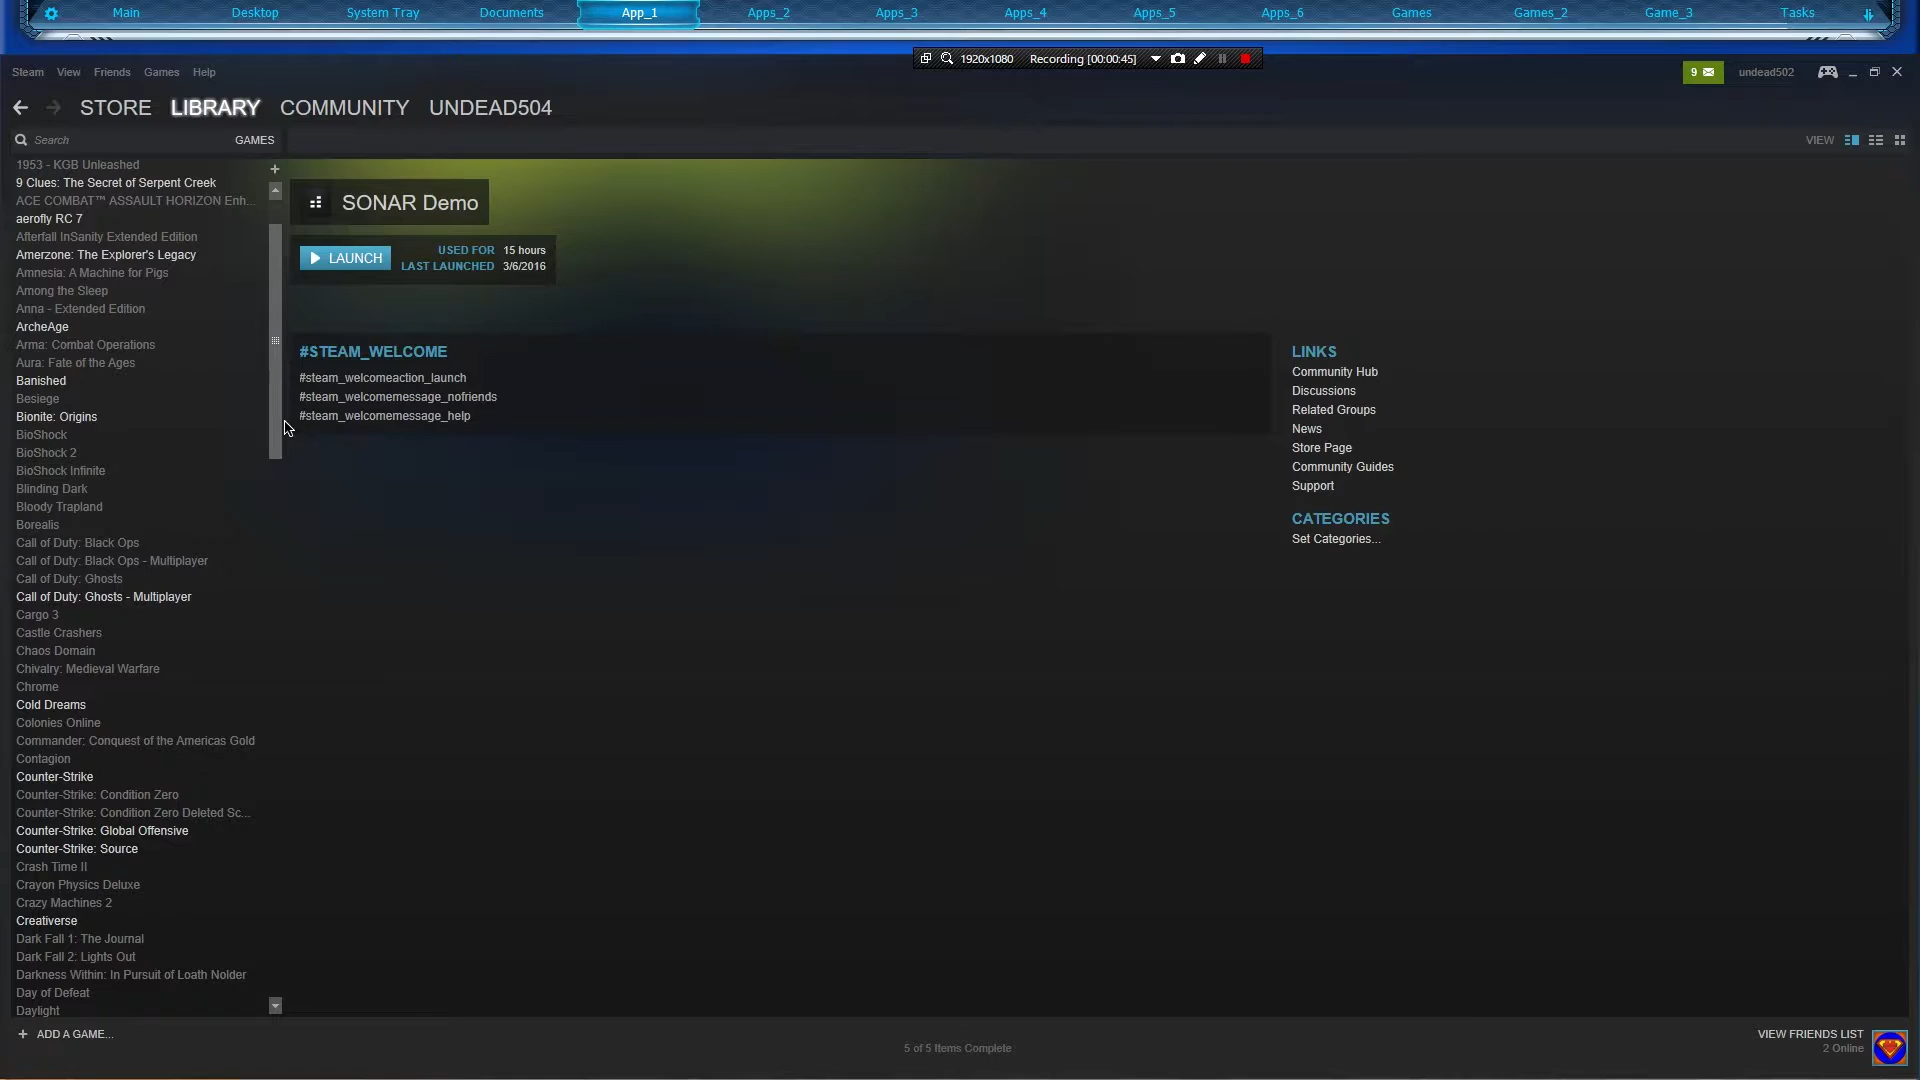 Main Desktop System Tray Documents App_1 Apps_2 Apps_3 Apps_4 Apps_5 Apps_6 Games Games_2 Game_3 Tasks
1920x1080 Recording [00:00:45]
Steam View Friends Games Help
9 undead502
STORE LIBRARY COMMUNITY UNDEAD504
Search GAMES
VIEW
1953 - KGB Unleashed
9 Clues: The Secret of Serpent Creek
ACE COMBAT™ ASSAULT HORIZON Enh...
aerofly RC 7
Afterfall InSanity Extended Edition
Amerzone: The Explorer's Legacy
Amnesia: A Machine for Pigs
Among the Sleep
Anna - Extended Edition
ArcheAge
Arma: Combat Operations
Aura: Fate of the Ages
Banished
Besiege
Bionite: Origins
BioShock
BioShock 2
BioShock Infinite
Blinding Dark
Bloody Trapland
Borealis
Call of Duty: Black Ops
Call of Duty: Black Ops - Multiplayer
Call of Duty: Ghosts
Call of Duty: Ghosts - Multiplayer
Cargo 3
Castle Crashers
Chaos Domain
Chivalry: Medieval Warfare
Chrome
Cold Dreams
Colonies Online
Commander: Conquest of the Americas Gold
Contagion
Counter-Strike
Counter-Strike: Condition Zero
Counter-Strike: Condition Zero Deleted Sc...
Counter-Strike: Global Offensive
Counter-Strike: Source
Crash Time II
Crayon Physics Deluxe
Crazy Machines 2
Creativerse
Dark Fall 1: The Journal
Dark Fall 2: Lights Out
Darkness Within: In Pursuit of Loath Nolder
Day of Defeat
Daylight
+ ADD A GAME...
SONAR Demo
LAUNCH
USED FOR 15 hours
LAST LAUNCHED 3/6/2016
#STEAM_WELCOME
#steam_welcomeaction_launch
#steam_welcomemessage_nofriends
#steam_welcomemessage_help
LINKS
Community Hub
Discussions
Related Groups
News
Store Page
Community Guides
Support
CATEGORIES
Set Categories...
5 of 5 Items Complete
VIEW FRIENDS LIST
2 Online